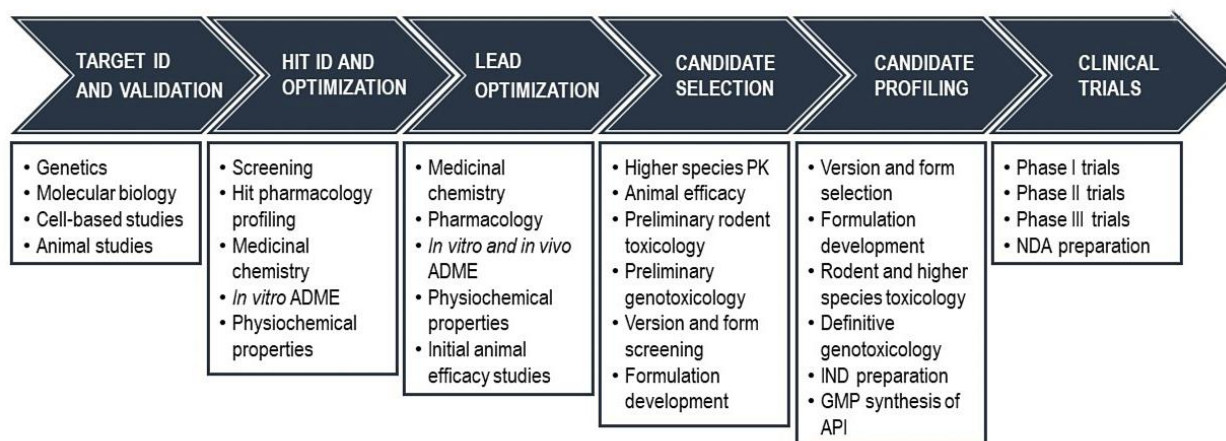 TARGET ID
AND VALIDATION
HIT ID AND
OPTIMIZATION
LEAD
OPTIMIZATION
CANDIDATE
SELECTION
CANDIDATE
PROFILING
CLINICAL
TRIALS
• Genetics
• Molecular biology
• Cell-based studies
• Animal studies
• Screening
• Hit pharmacology
profiling
• Medicinal
chemistry
• In vitro ADME
• Physiochemical
properties
• Medicinal
chemistry
• Pharmacology
• In vitro and in vivo
ADME
• Physiochemical
properties
• Initial animal
efficacy studies
• Higher species PK
• Animal efficacy
• Preliminary rodent
toxicology
• Preliminary
genotoxicology
• Version and form
screening
• Formulation
development
• Version and form
selection
• Formulation
development
• Rodent and higher
species toxicology
• Definitive
genotoxicology
• IND preparation
• GMP synthesis of
API
• Phase I trials
• Phase II trials
• Phase III trials
• NDA preparation